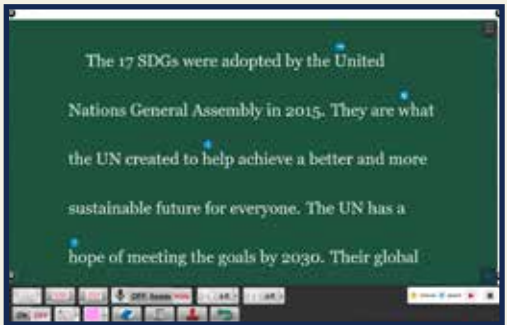 The 17 SDGs were adopted by the United
Nations General Assembly in 2015. They are what
the UN created to help achieve a better and more
sustainable future for everyone. The UN has a
hope of meeting the goals by 2030. Their global
ON OFF